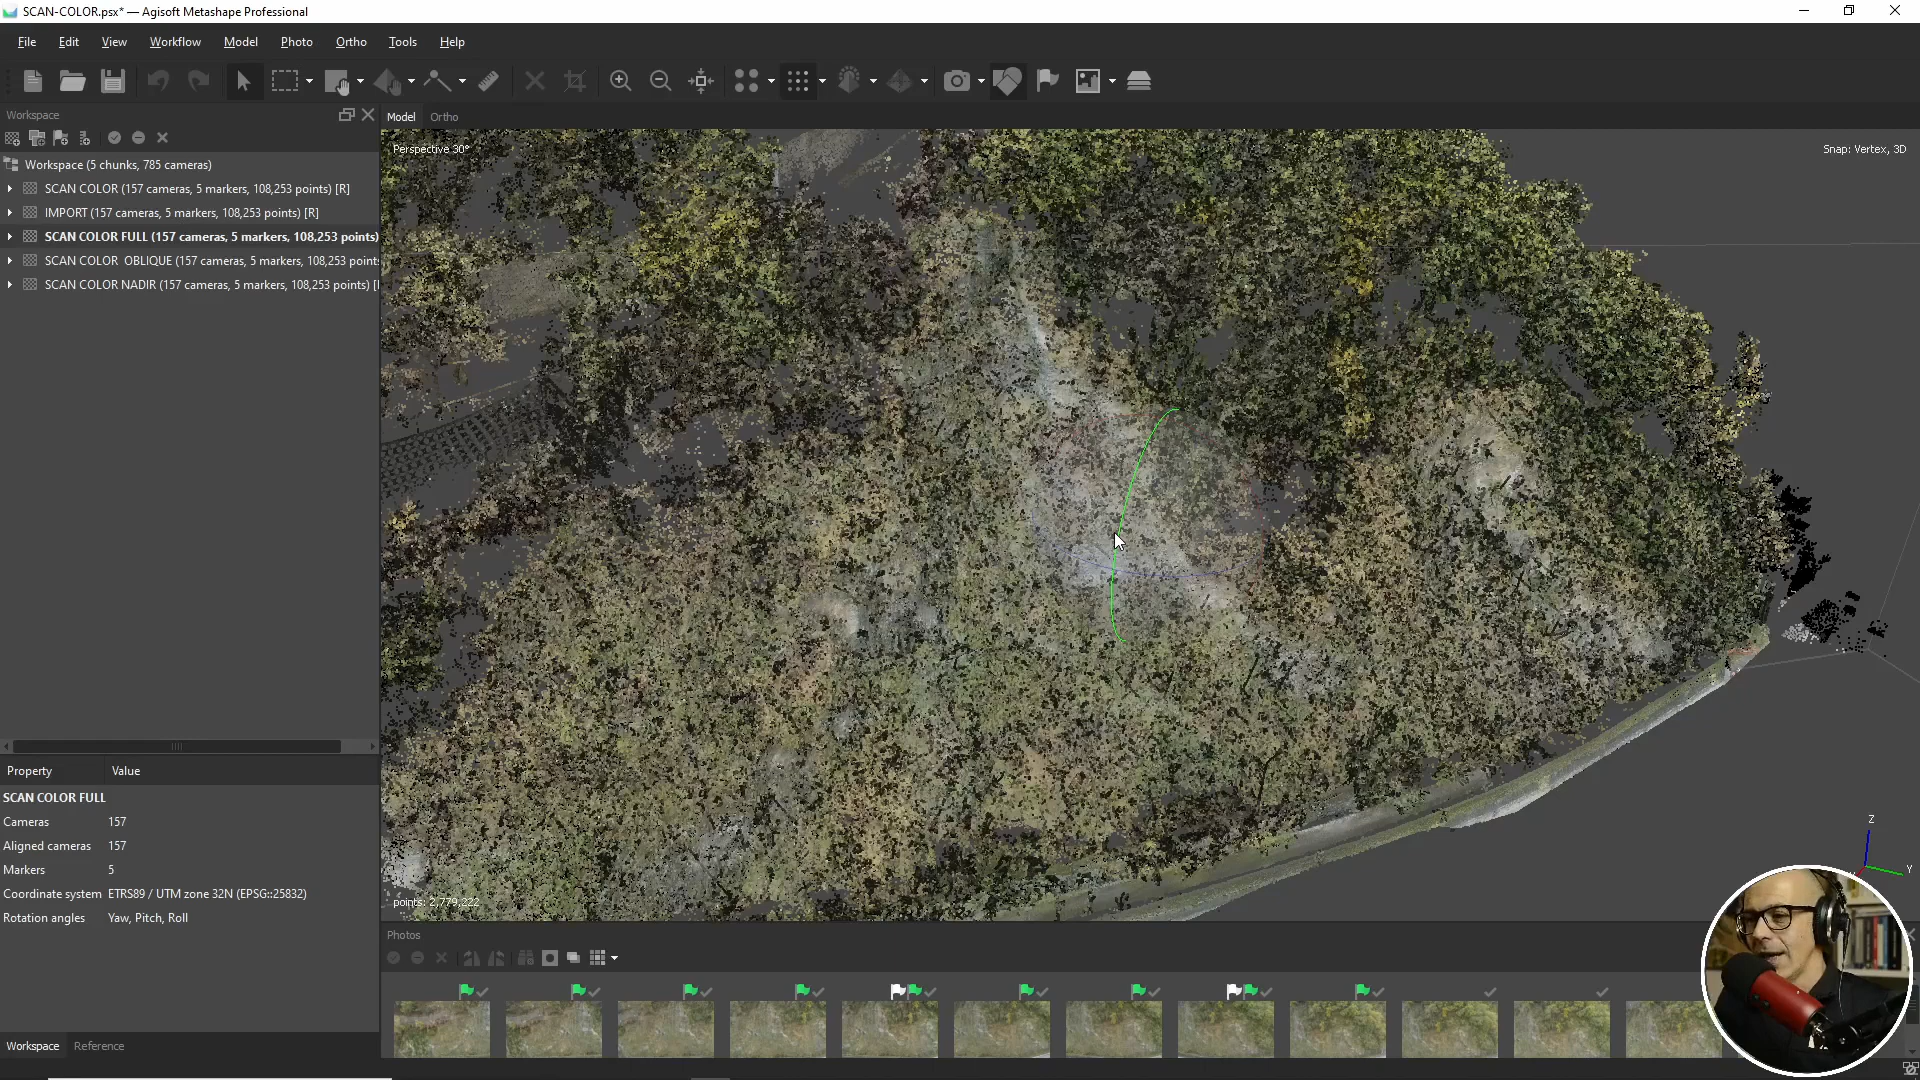 SCAN-COLOR.psx* — Agisoft Metashape Professional
File Edit View Workflow Model Photo Ortho Tools Help
Workspace
Model Ortho
Perspective 30°
Snap: Vertex, 3D
Workspace (5 chunks, 785 cameras)
SCAN COLOR (157 cameras, 5 markers, 108,253 points) [R]
IMPORT (157 cameras, 5 markers, 108,253 points) [R]
SCAN COLOR FULL (157 cameras, 5 markers, 108,253 points)
SCAN COLOR OBLIQUE (157 cameras, 5 markers, 108,253 point
SCAN COLOR NADIR (157 cameras, 5 markers, 108,253 points) [
Property Value
SCAN COLOR FULL
Cameras 157
Aligned cameras 157
Markers 5
Coordinate system ETRS89 / UTM zone 32N (EPSG::25832)
Rotation angles Yaw, Pitch, Roll
Z
Y
points: 2,779,222
Photos
Workspace Reference